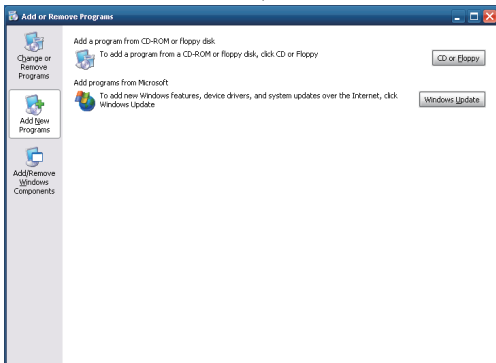 Add or Remove Programs
Change or
Remove
Programs
Add New
Programs
Add/Remove
Windows
Components
Add a program from CD-ROM or floppy disk
To add a program from a CD-ROM or floppy disk, click CD or Floppy
CD or Floppy
Add programs from Microsoft
To add new Windows features, device drivers, and system updates over the Internet, click
Windows Update
Windows Update